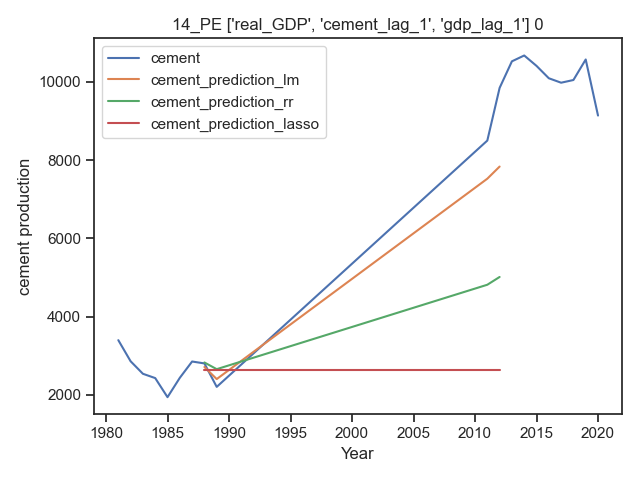 14_PE ['real_GDP', 'cement_lag_1', 'gdp_lag_1'] 0
cement
cement_prediction_lm
cement_prediction_rr
cement_prediction_lasso
cement production
10000
8000
6000
4000
2000
1980 1985 1990 1995 2000 2005 2010 2015 2020
Year